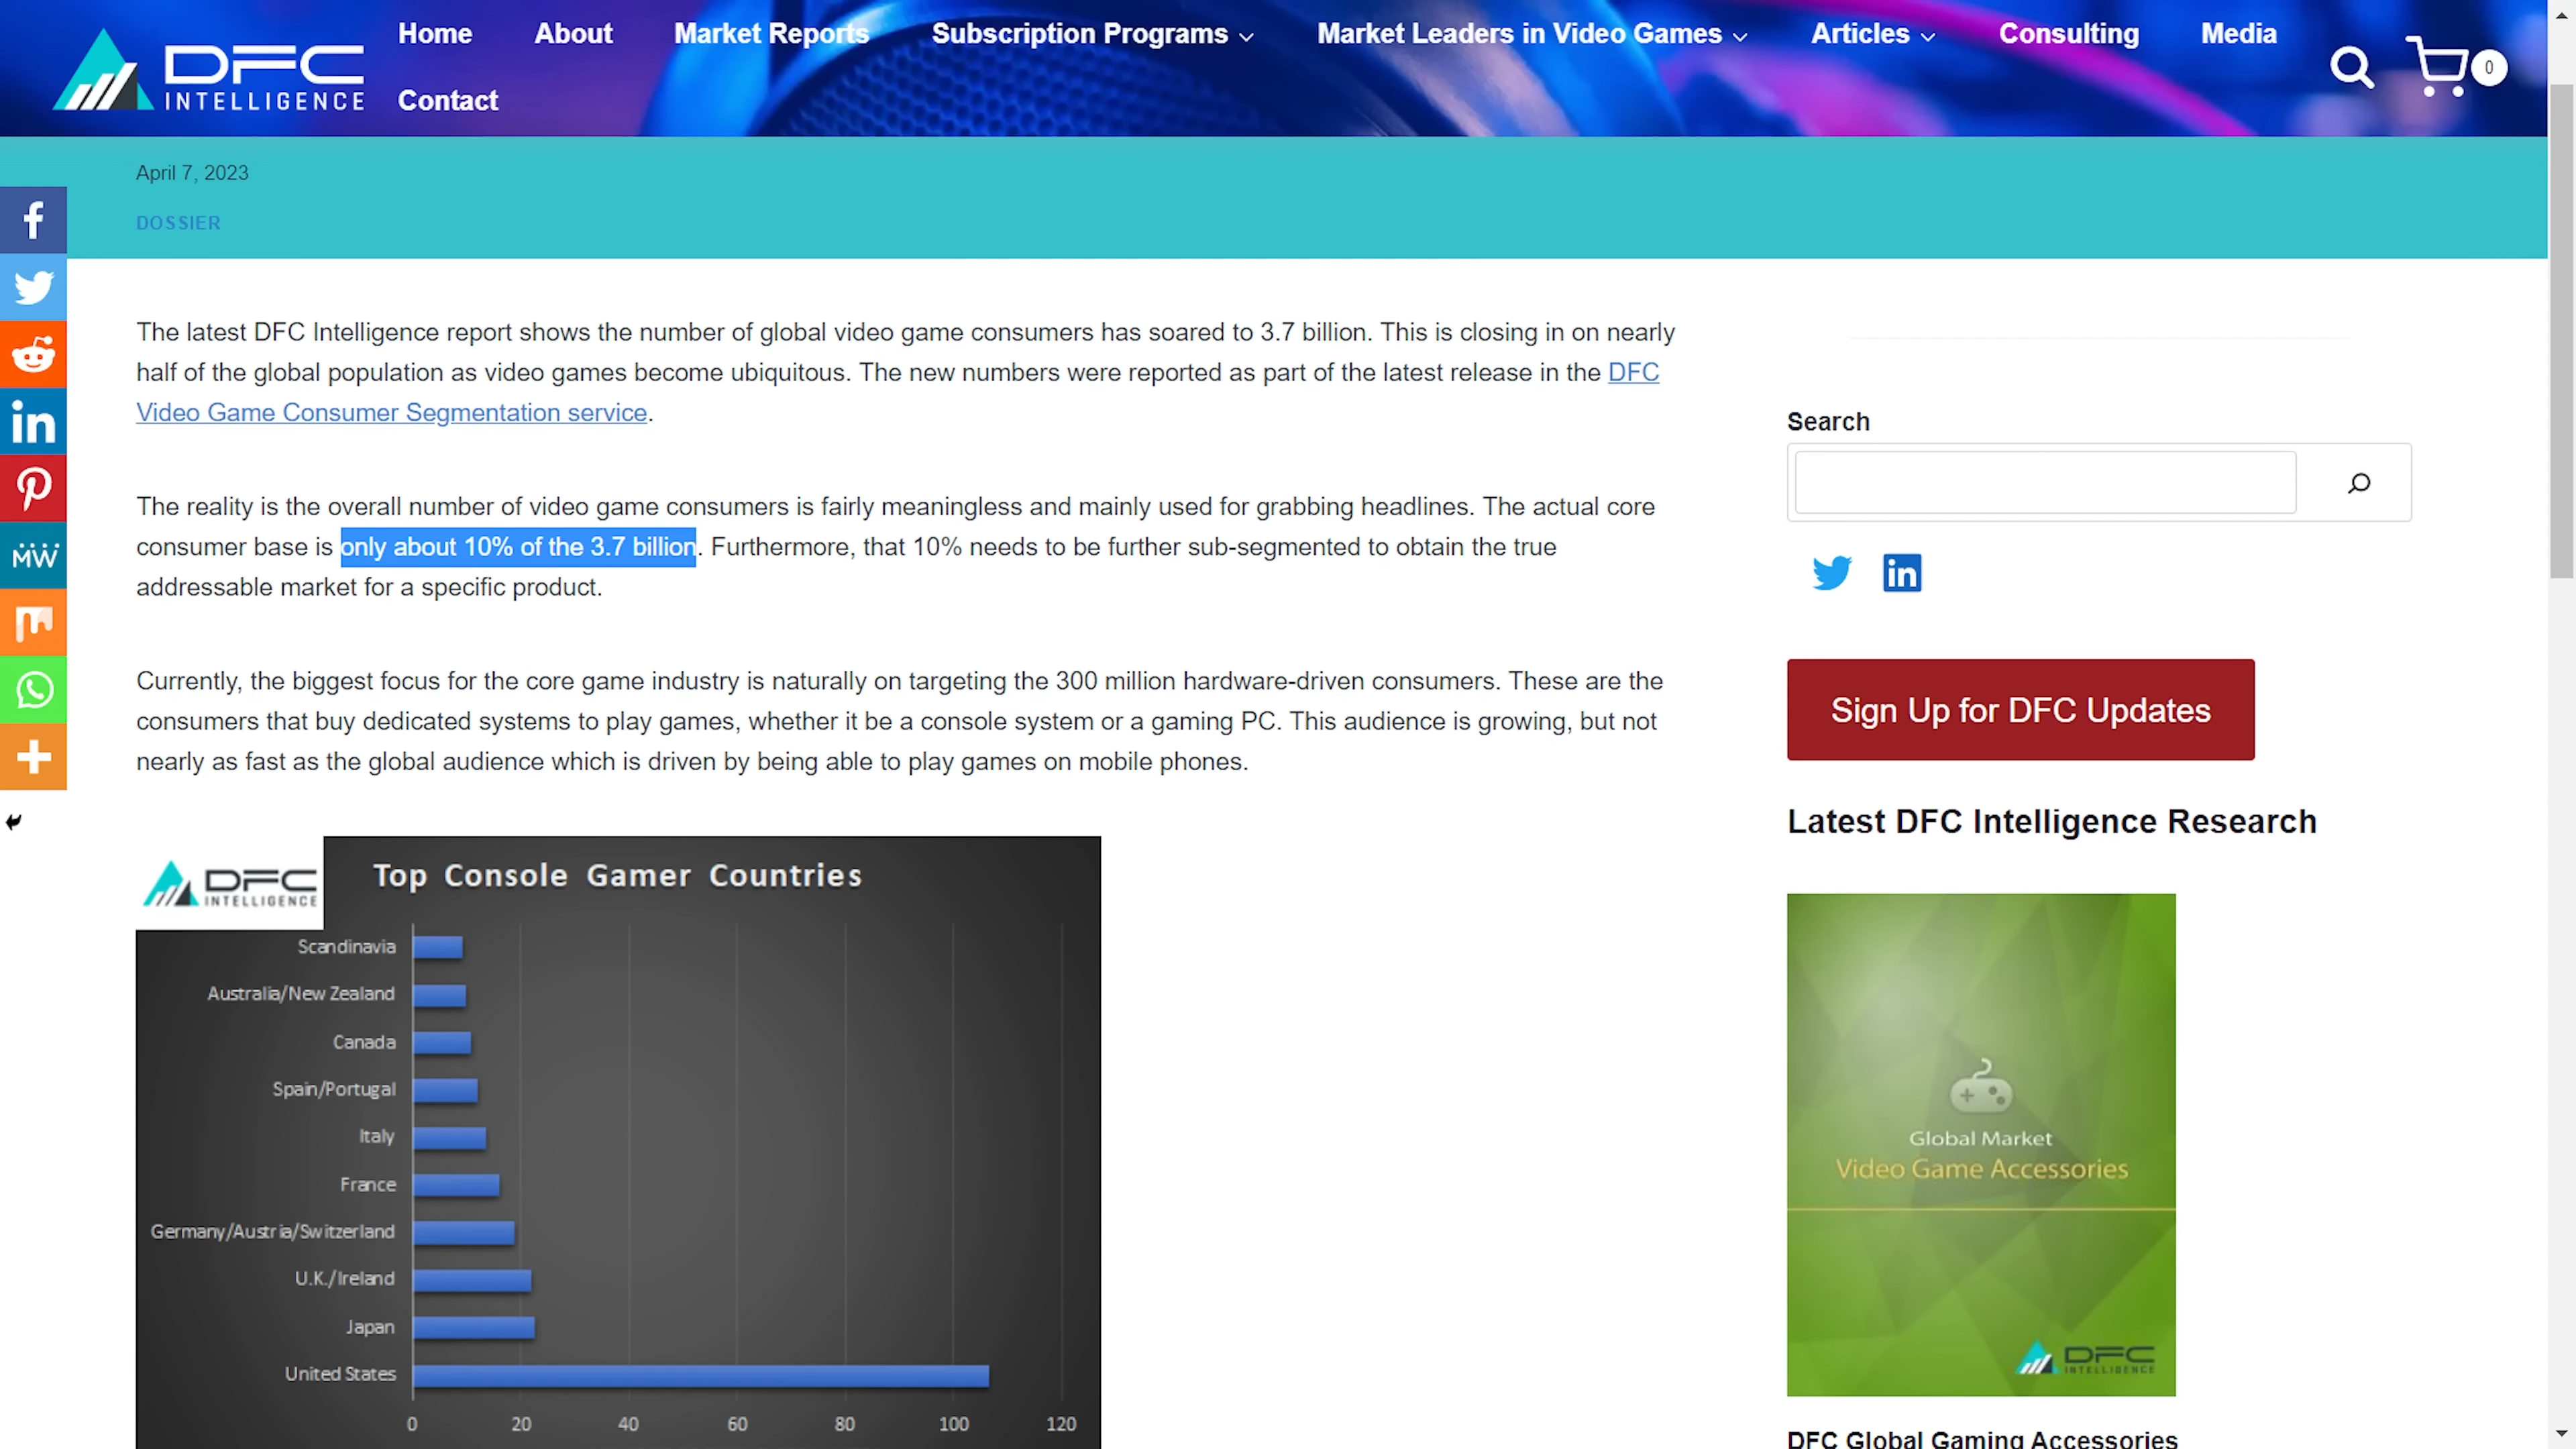 DFC
INTELLIGENCE
Home
About
Market Reports
Subscription Programs
Market Leaders in Video Games
Articles
Consulting
Media
Contact
0
April 7, 2023
DOSSIER
The latest DFC Intelligence report shows the number of global video game consumers has soared to 3.7 billion. This is closing in on nearly
half of the global population as video games become ubiquitous. The new numbers were reported as part of the latest release in the DFC
Video Game Consumer Segmentation service.
The reality is the overall number of video game consumers is fairly meaningless and mainly used for grabbing headlines. The actual core
consumer base is only about 10% of the 3.7 billion. Furthermore, that 10% needs to be further sub-segmented to obtain the true
addressable market for a specific product.
Currently, the biggest focus for the core game industry is naturally on targeting the 300 million hardware-driven consumers. These are the
consumers that buy dedicated systems to play games, whether it be a console system or a gaming PC. This audience is growing, but not
nearly as fast as the global audience which is driven by being able to play games on mobile phones.
f
in
MW
DFC
INTELLIGENCE
Top Console Gamer Countries
Scandinavia
Australia/New Zealand
Canada
Spain/Portugal
Italy
France
Germany/Austria/Switzerland
U.K./Ireland
Japan
United States
0 20 40 60 80 100 120
Search
in
Sign Up for DFC Updates
Latest DFC Intelligence Research
Global Market
Video Game Accessories
DFC
INTELLIGENCE
DFC Global Gaming Accessories